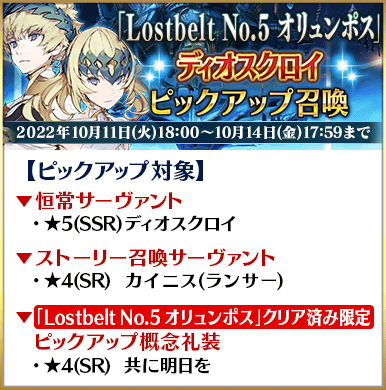 「Lostbelt No.5 オリュンポス」
ディオスクロイ
ピックアップ召喚
2022年10月11日(火)18:00～10月14日(金)17:59まで
【ピックアップ対象】
▼恒常サーヴァント
・★5(SSR)ディオスクロイ
▼ストーリー召喚サーヴァント
・★4(SR) カイニス(ランサー)
▼「Lostbelt No.5 オリュンポス」クリア済み限定
ピックアップ概念礼装
・★4(SR) 共に明日を